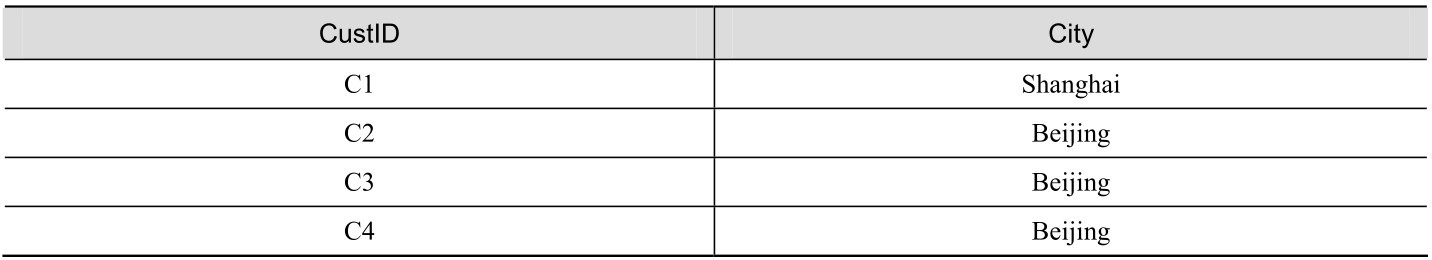 CustID City
C1 Shanghai
C2 Beijing
C3 Beijing
C4 Beijing